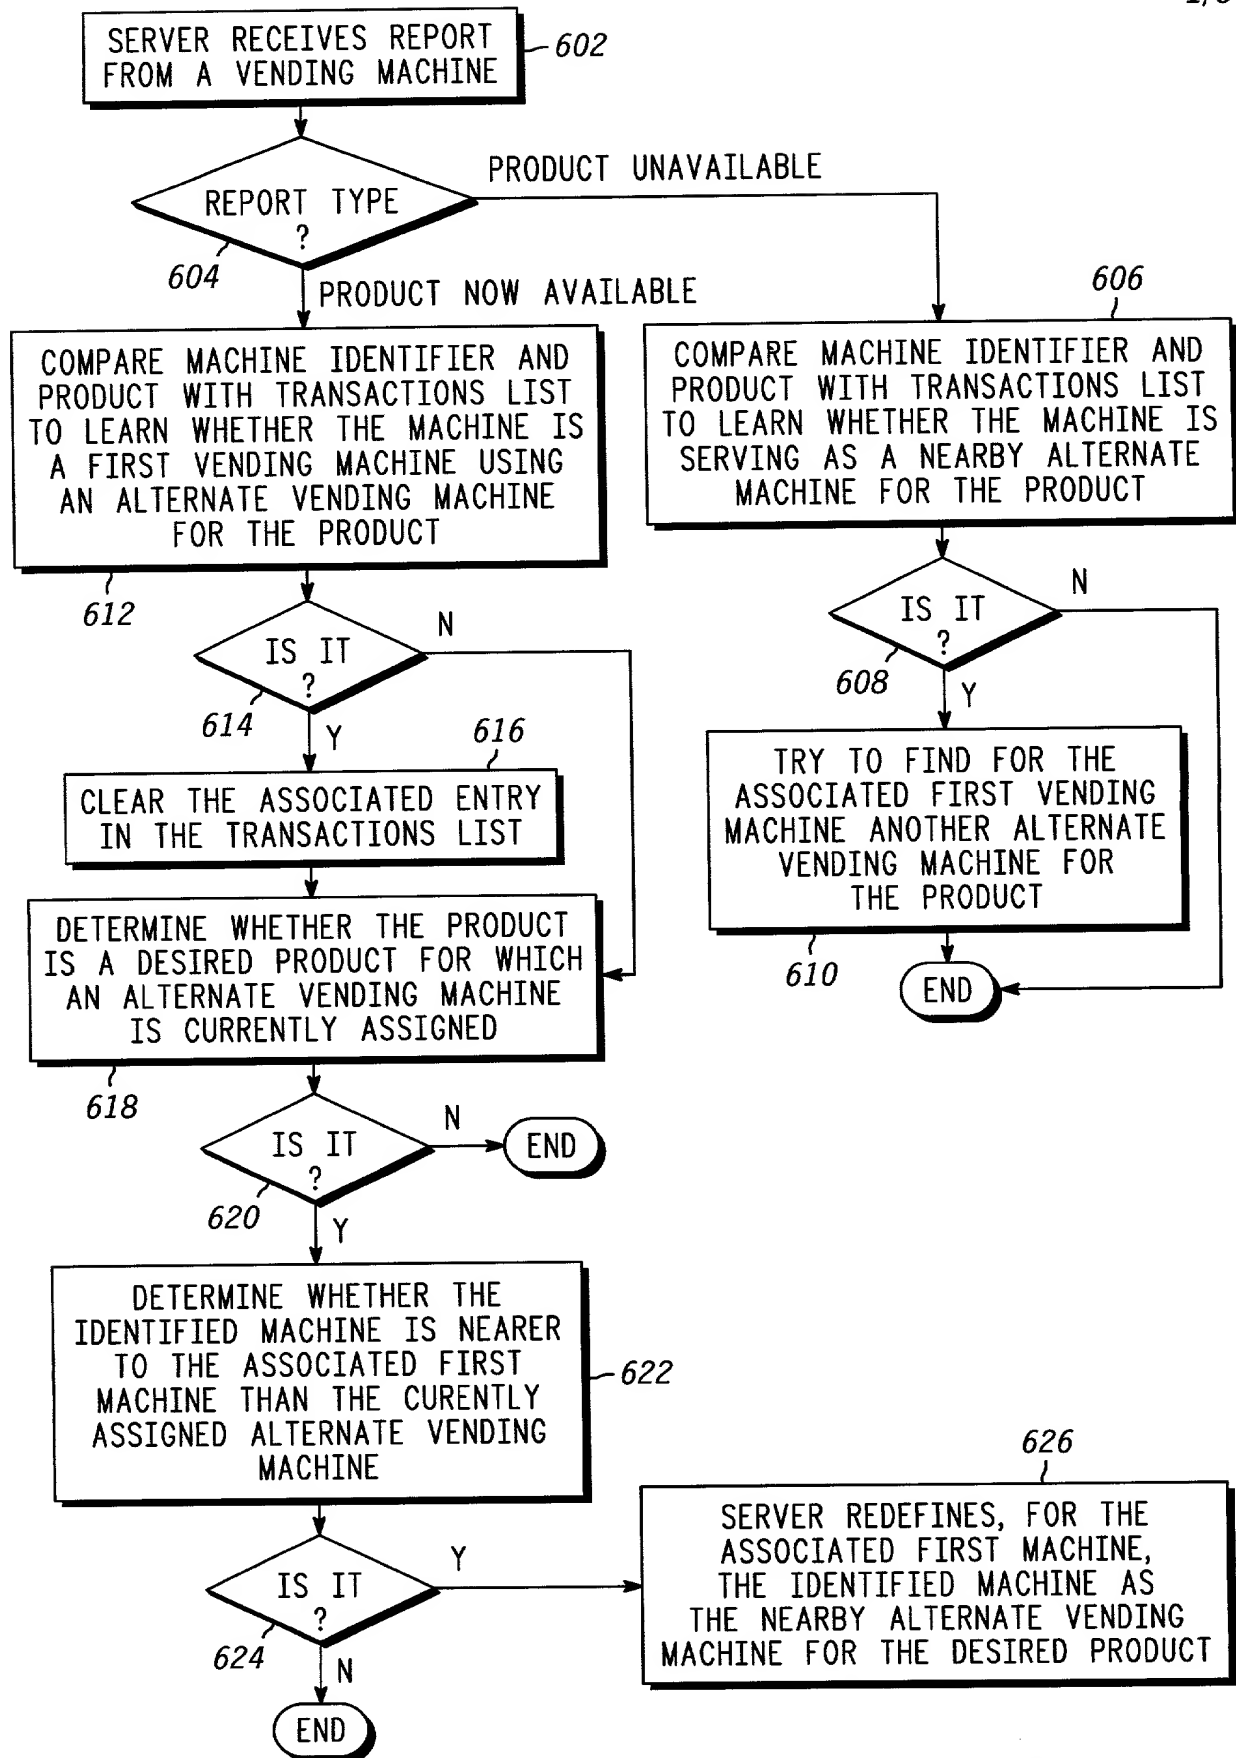 SERVER RECEIVES REPORT
FROM A VENDING MACHINE
602
REPORT TYPE
?
604
PRODUCT UNAVAILABLE
PRODUCT NOW AVAILABLE
606
COMPARE MACHINE IDENTIFIER AND
PRODUCT WITH TRANSACTIONS LIST
TO LEARN WHETHER THE MACHINE IS
SERVING AS A NEARBY ALTERNATE
MACHINE FOR THE PRODUCT
COMPARE MACHINE IDENTIFIER AND
PRODUCT WITH TRANSACTIONS LIST
TO LEARN WHETHER THE MACHINE IS
A FIRST VENDING MACHINE USING
AN ALTERNATE VENDING MACHINE
FOR THE PRODUCT
612
IS IT
?
608
N
Y
IS IT
?
614
N
Y
616
CLEAR THE ASSOCIATED ENTRY
IN THE TRANSACTIONS LIST
TRY TO FIND FOR THE
ASSOCIATED FIRST VENDING
MACHINE ANOTHER ALTERNATE
VENDING MACHINE FOR
THE PRODUCT
610
END
DETERMINE WHETHER THE PRODUCT
IS A DESIRED PRODUCT FOR WHICH
AN ALTERNATE VENDING MACHINE
IS CURRENTLY ASSIGNED
618
IS IT
?
620
N
END
Y
DETERMINE WHETHER THE
IDENTIFIED MACHINE IS NEARER
TO THE ASSOCIATED FIRST
MACHINE THAN THE CURENTLY
ASSIGNED ALTERNATE VENDING
MACHINE
622
IS IT
?
624
Y
N
END
626
SERVER REDEFINES, FOR THE
ASSOCIATED FIRST MACHINE,
THE IDENTIFIED MACHINE AS
THE NEARBY ALTERNATE VENDING
MACHINE FOR THE DESIRED PRODUCT